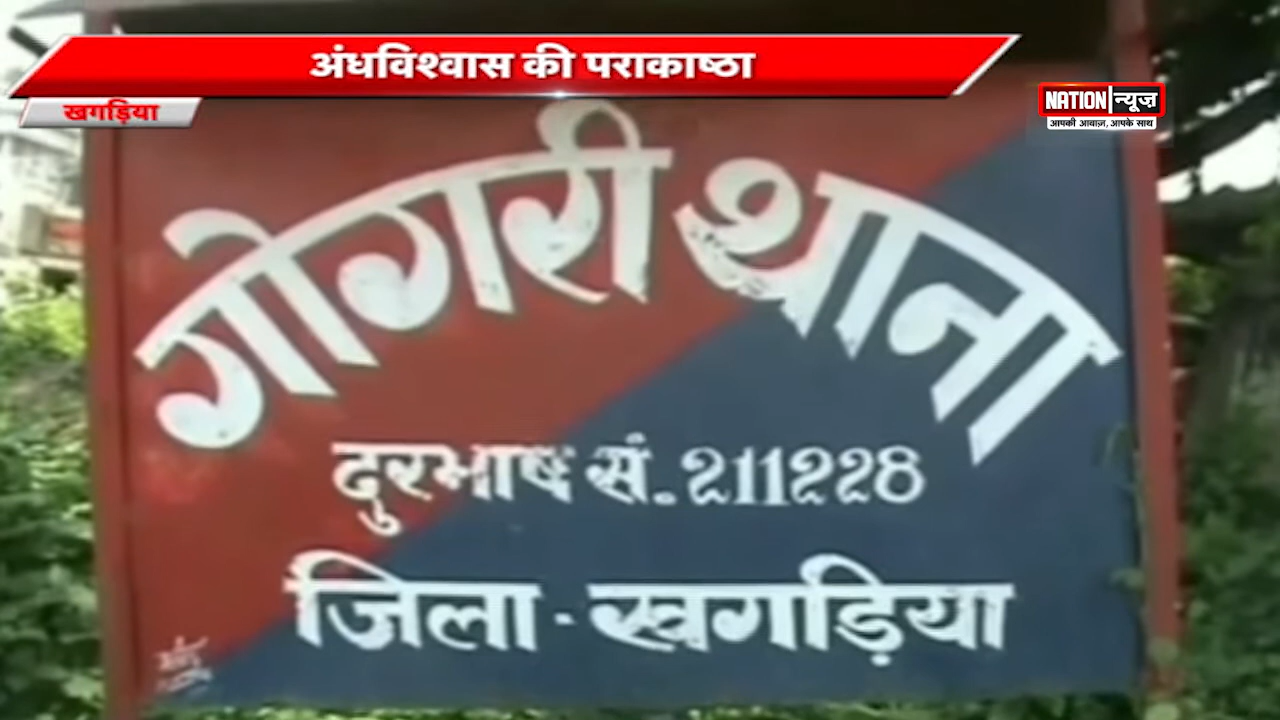 अंधविश्वास की पराकाष्ठा
खगड़िया
NATION न्यूज़
आपकी आवाज़, आपके साथ
गोगरी थाना
दुरभाष सं. 211228
जिला - खगड़िया